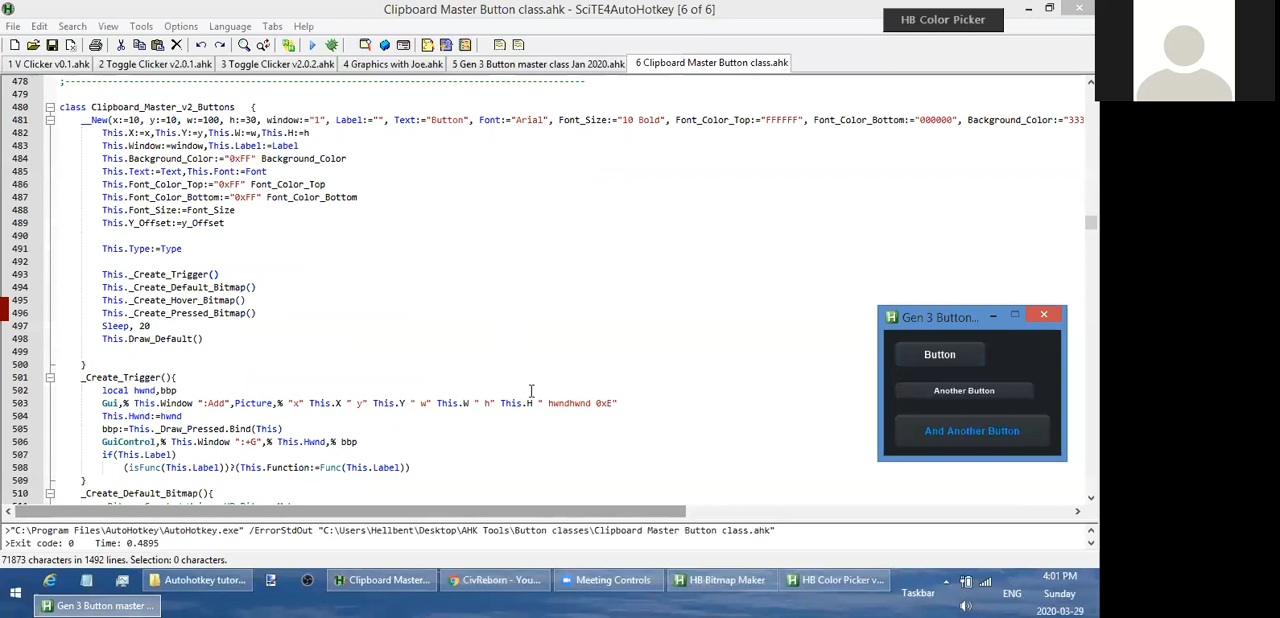 Clipboard Master Button class.ahk - SciTE4AutoHotkey [6 of 6]
HB Color Picker
File Edit Search View Tools Options Language Tabs Help
1 V Clicker v0.1.ahk 2 Toggle Clicker v2.0.1.ahk 3 Toggle Clicker v2.0.2.ahk 4 Graphics with Joe.ahk 5 Gen 3 Button master class Jan 2020.ahk 6 Clipboard Master Button class.ahk
478 ;-------------------------------------------------------------------------------------
479
480 class Clipboard_Master_v2_Buttons {
481 __New(x:=10, y:=10, w:=100, h:=30, window:="1", Label:="", Text:="Button", Font:="Arial", Font_Size:="10 Bold", Font_Color_Top:="FFFFFF", Font_Color_Bottom:="000000", Background_Color:="333
482 This.X:=x,This.Y:=y,This.W:=w,This.H:=h
483 This.Window:=window,This.Label:=Label
484 This.Background_Color:="0xFF" Background_Color
485 This.Text:=Text,This.Font:=Font
486 This.Font_Color_Top:="0xFF" Font_Color_Top
487 This.Font_Color_Bottom:="0xFF" Font_Color_Bottom
488 This.Font_Size:=Font_Size
489 This.Y_Offset:=y_Offset
490
491 This.Type:=Type
492
493 This._Create_Trigger()
494 This._Create_Default_Bitmap()
495 This._Create_Hover_Bitmap()
496 This._Create_Pressed_Bitmap()
497 Sleep, 20
498 This.Draw_Default()
499
500 }
501 _Create_Trigger(){
502 local hwnd,bbp
503 Gui,% This.Window ":Add",Picture,% "x" This.X " y" This.Y " w" This.W " h" This.H " hwndhwnd 0xE"
504 This.Hwnd:=hwnd
505 bbp:=This._Draw_Pressed.Bind(This)
506 GuiControl,% This.Window ":+G",% This.Hwnd,% bbp
507 if(This.Label)
508 (isFunc(This.Label))?(This.Function:=Func(This.Label))
509 }
510 _Create_Default_Bitmap(){
Gen 3 Button...
Button
Another Button
And Another Button
>"C:\Program Files\AutoHotkey\AutoHotkey.exe" /ErrorStdOut "C:\Users\Hellbent\Desktop\AHK Tools\Button classes\Clipboard Master Button class.ahk"
>Exit code: 0 Time: 0.4895
71873 characters in 1492 lines. Selection: 0 characters.
Autohotkey tutor... Clipboard Master... CivReborn - You... Meeting Controls HB Bitmap Maker HB Color Picker v...
Gen 3 Button master ...
Taskbar
ENG
4:01 PM
Sunday
2020-03-29